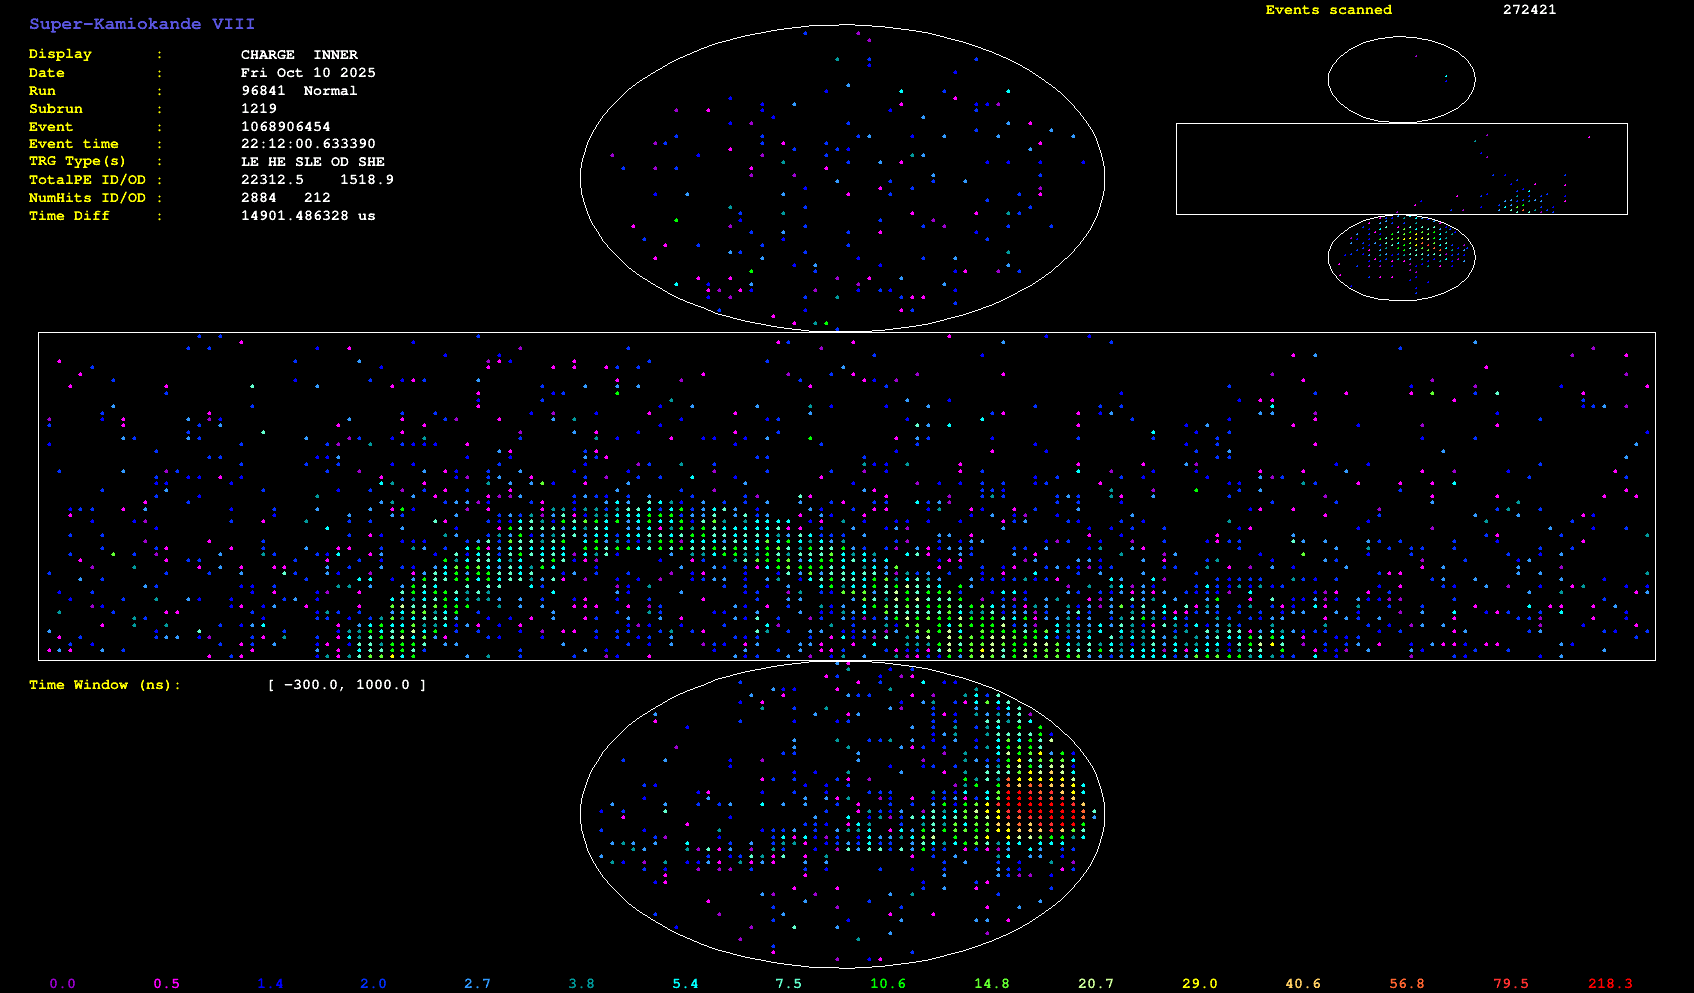 Super-Kamiokande VIII
Events scanned 272421
Display : CHARGE INNER
Date : Fri Oct 10 2025
Run : 96841 Normal
Subrun : 1219
Event : 1068906454
Event time : 22:12:00.633390
TRG Type(s) : LE HE SLE OD SHE
TotalPE ID/OD : 22312.5 1518.9
NumHits ID/OD : 2884 212
Time Diff : 14901.486328 us
Time Window (ns): [ -300.0, 1000.0 ]
0.0 0.5 1.4 2.0 2.7 3.8 5.4 7.5 10.6 14.8 20.7 29.0 40.6 56.8 79.5 218.3